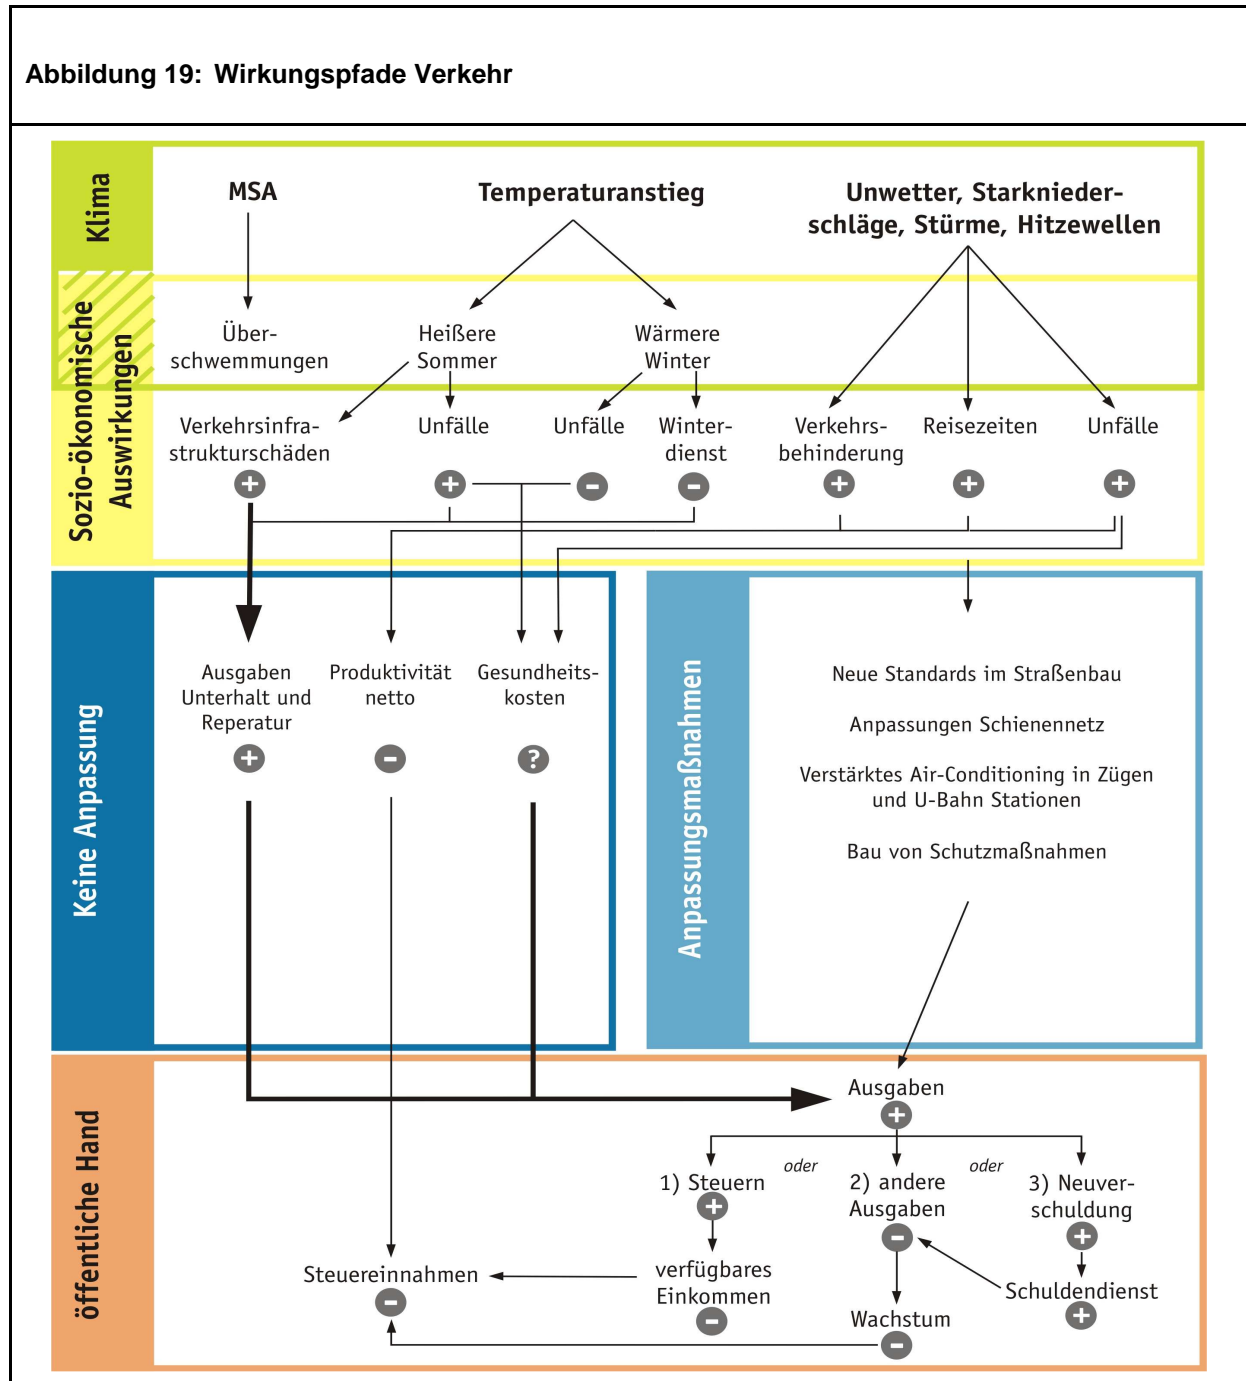 Abbildung 19: Wirkungspfade Verkehr
Klima
MSA
Temperaturanstieg
Unwetter, Starknieder-
schläge, Stürme, Hitzewellen
Sozio-ökonomische
Auswirkungen
Über-
schwemmungen
Heißere
Sommer
Wärmere
Winter
Verkehrsinfra-
strukturschäden
+
Unfälle
+
Unfälle
-
Winter-
dienst
-
Verkehrs-
behinderung
+
Reisezeiten
+
Unfälle
+
Keine Anpassung
Ausgaben
Unterhalt und
Reperatur
+
Produktivität
netto
-
Gesundheits-
kosten
?
Anpassungsmaßnahmen
Neue Standards im Straßenbau
Anpassungen Schienennetz
Verstärktes Air-Conditioning in Zügen
und U-Bahn Stationen
Bau von Schutzmaßnahmen
öffentliche Hand
Ausgaben
+
1) Steuern
+
oder
2) andere
Ausgaben
-
oder
3) Neuver-
schuldung
+
Steuereinnahmen
-
verfügbares
Einkommen
-
Wachstum
-
Schuldendienst
+